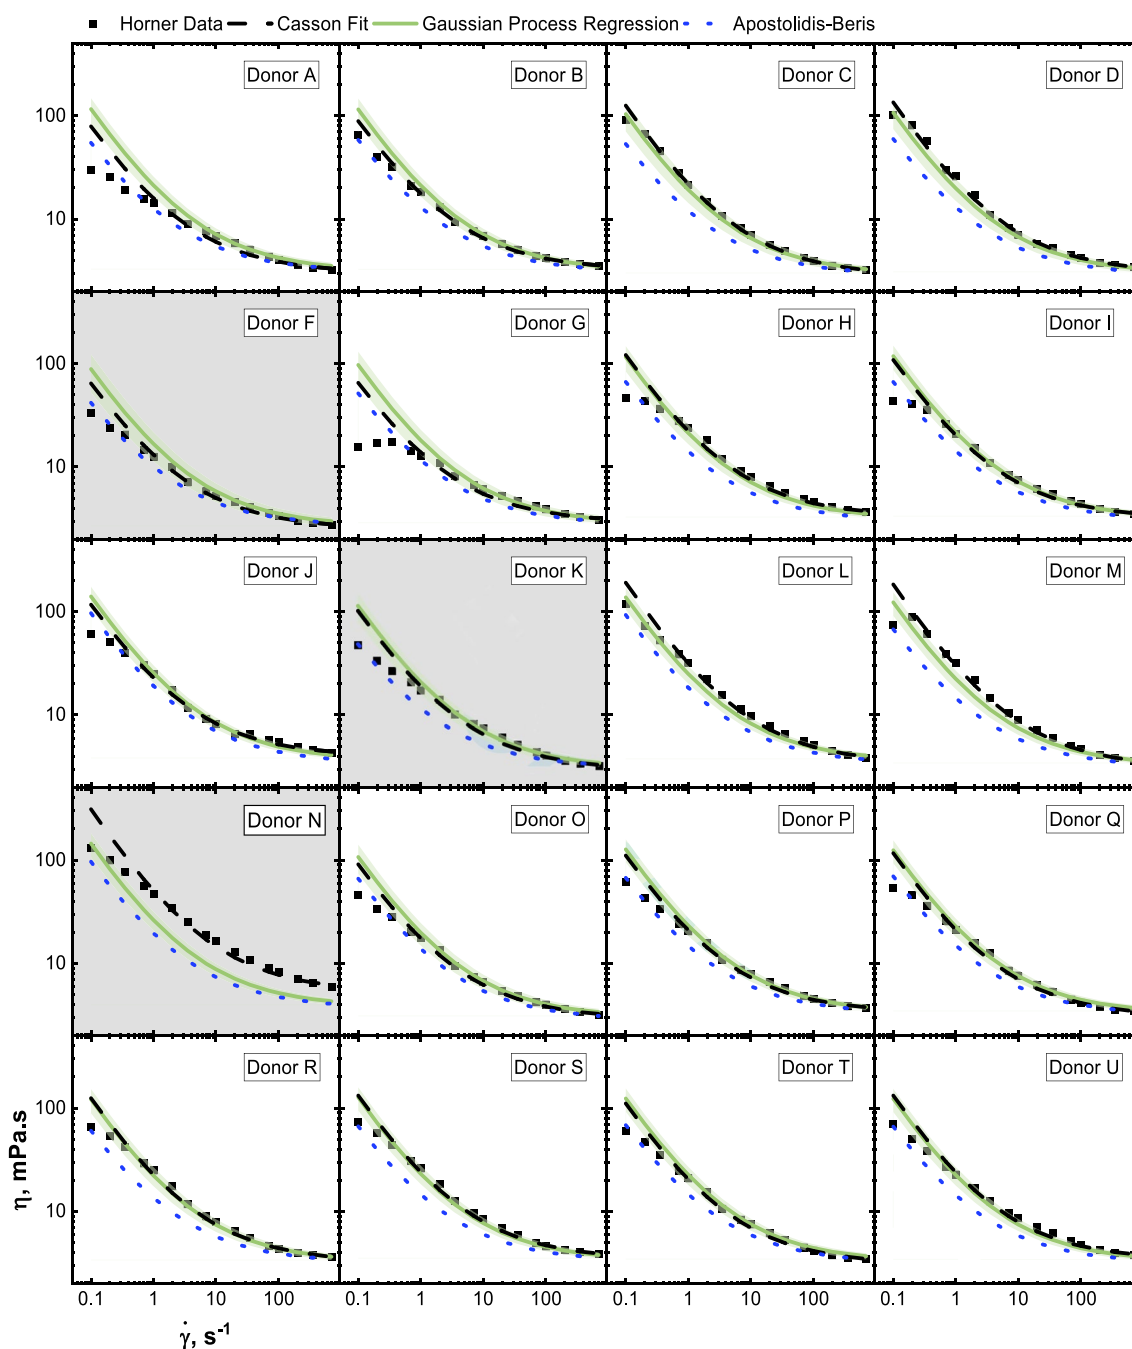 Horner Data Casson Fit Gaussian Process Regression Apostolidis-Beris
Donor A Donor B Donor C Donor D
100
10
Donor F Donor G Donor H Donor I
100
10
Donor J Donor K Donor L Donor M
100
10
Donor N Donor O Donor P Donor Q
100
10
Donor R Donor S Donor T Donor U
100
10
η, mPa.s
0.1 1 10 100 0.1 1 10 100 0.1 1 10 100 0.1 1 10 100
γ̇, s⁻¹